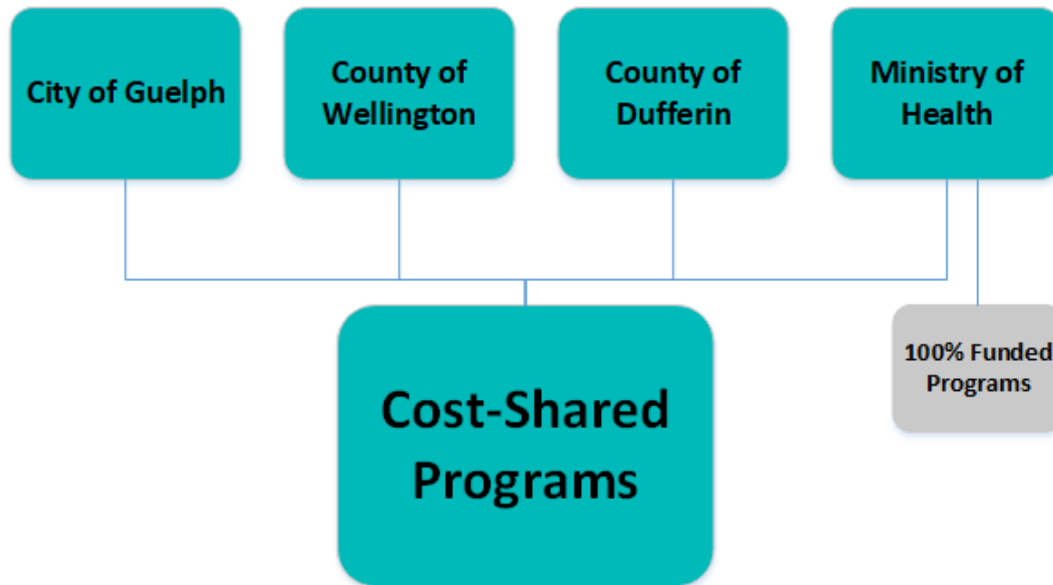 City of Guelph
County of
Wellington
County of
Dufferin
Ministry of
Health
100% Funded
Programs
Cost-Shared
Programs